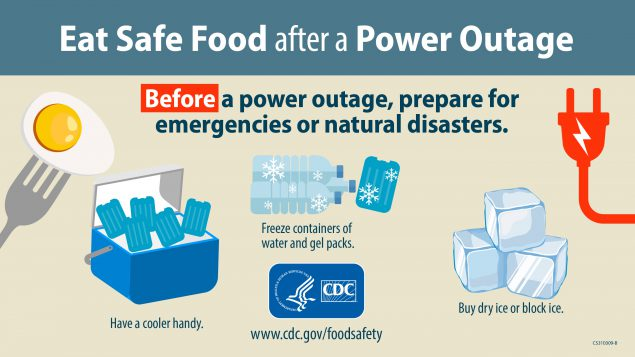 Eat Safe Food after a Power Outage
Before a power outage, prepare for
emergencies or natural disasters.
Freeze containers of
water and gel packs.
Have a cooler handy.
Buy dry ice or block ice.
CDC
www.cdc.gov/foodsafety
CS310009-B